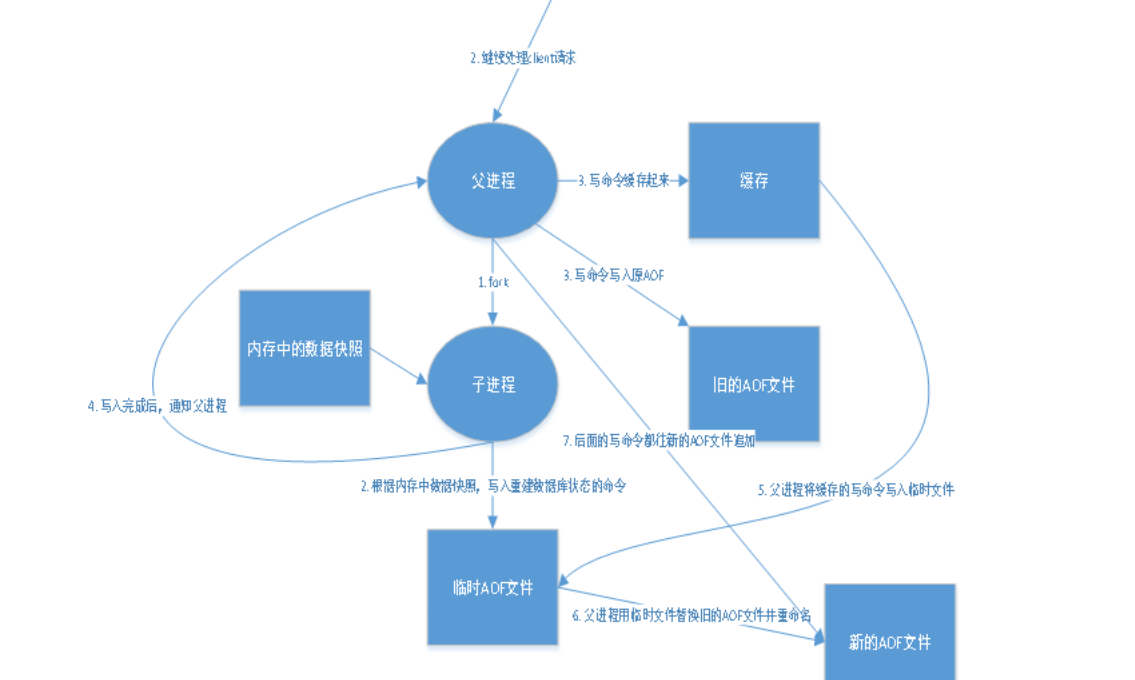 2.继续处理client请求
父进程
3.写命令缓存起来
缓存
1.fork
3.写命令写入原AOF
内存中的数据快照
子进程
旧的AOF文件
4.写入完成后，通知父进程
7.后面的写命令都往新的AOF文件追加
2.根据内存中数据快照，写入重建数据库状态的命令
5.父进程将缓存的写命令写入临时文件
临时AOF文件
6.父进程用临时文件替换旧的AOF文件并重命名
新的AOF文件